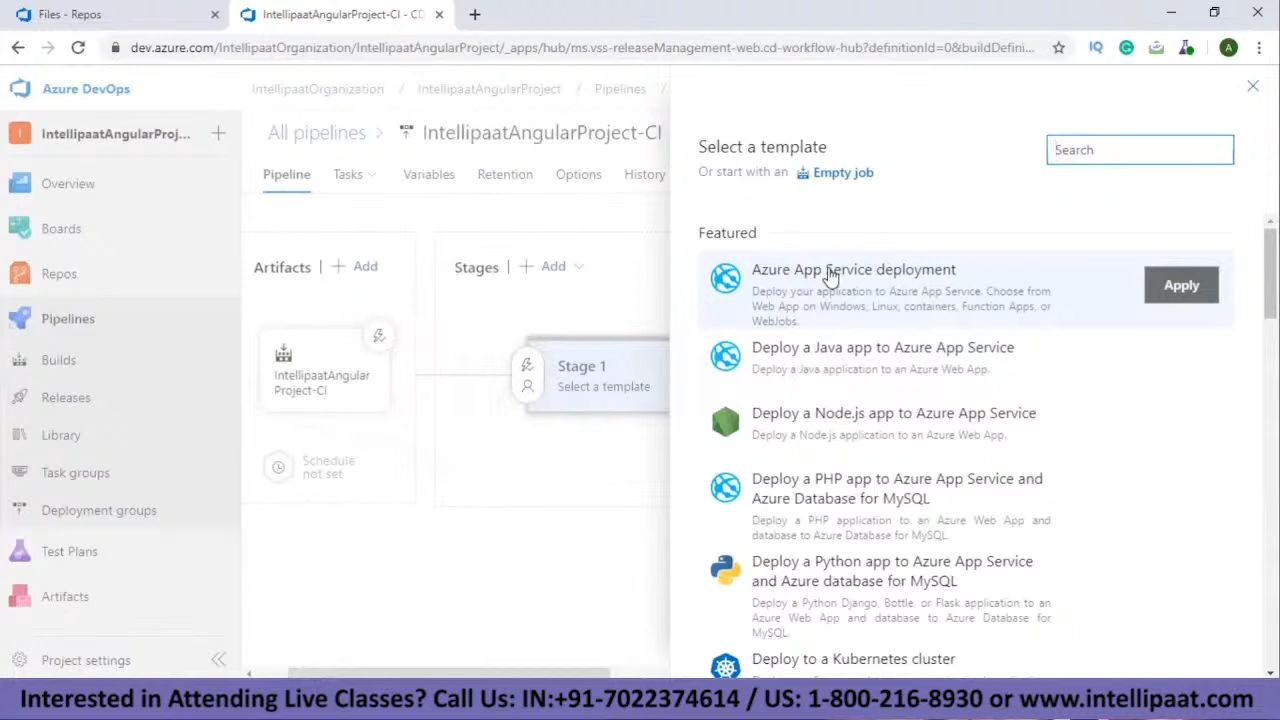 Files - Repos
IntellipaatAngularProject-CI - CD
dev.azure.com/IntellipaatOrganization/IntellipaatAngularProject/_apps/hub/ms.vss-releaseManagement-web.cd-workflow-hub?definitionId=0&buildDefini...
IQ
A
Azure DevOps
IntellipaatOrganization / IntellipaatAngularProject / Pipelines /
I IntellipaatAngularProj...
All pipelines > IntellipaatAngularProject-CI
Pipeline Tasks Variables Retention Options History
Overview
Boards
Repos
Pipelines
Builds
Releases
Library
Task groups
Deployment groups
Test Plans
Artifacts
Project settings
Artifacts | + Add
Stages | + Add
IntellipaatAngular
Project-CI
Schedule
not set
Stage 1
Select a template
Select a template
Search
Or start with an Empty job
Featured
Azure App Service deployment
Deploy your application to Azure App Service. Choose from
Web App on Windows, Linux, containers, Function Apps, or
WebJobs.
Apply
Deploy a Java app to Azure App Service
Deploy a Java application to an Azure Web App.
Deploy a Node.js app to Azure App Service
Deploy a Node.js application to an Azure Web App.
Deploy a PHP app to Azure App Service and
Azure Database for MySQL
Deploy a PHP application to an Azure Web App and
database to Azure Database for MySQL.
Deploy a Python app to Azure App Service
and Azure database for MySQL
Deploy a Python Django, Bottle, or Flask application to an
Azure Web App and database to Azure Database for
MySQL.
Deploy to a Kubernetes cluster
Interested in Attending Live Classes? Call Us: IN:+91-7022374614 / US: 1-800-216-8930 or www.intellipaat.com